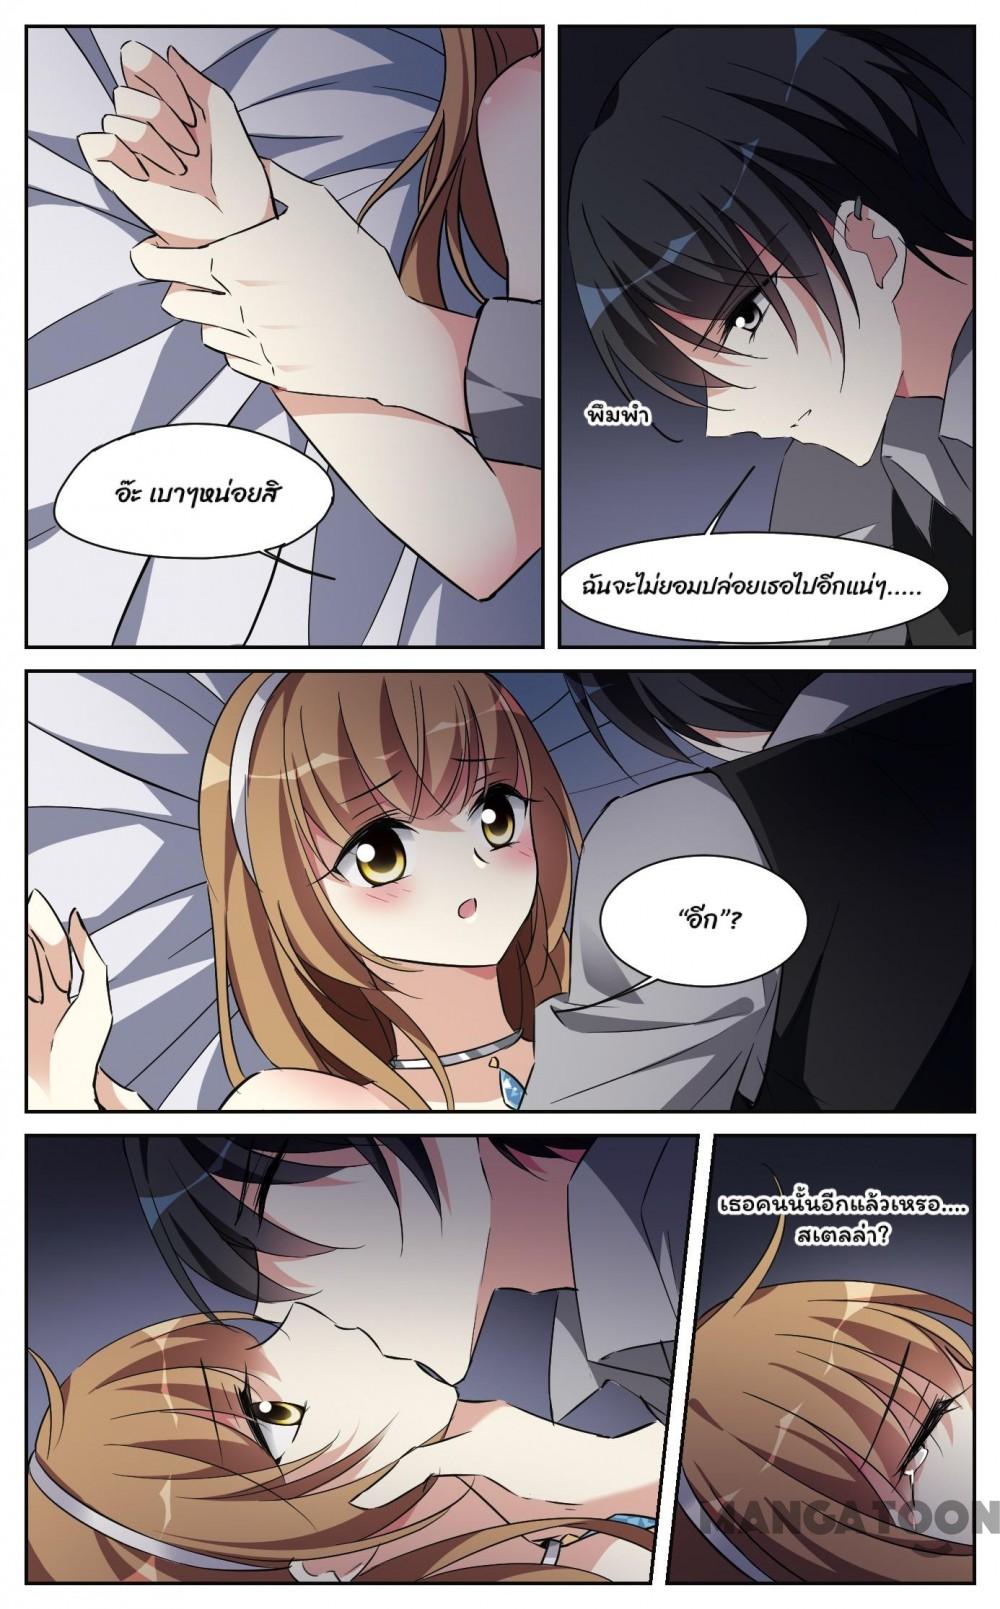 อ๊ะ เบาๆหน่อยสิ
พึมพำ
ฉันจะไม่ยอมปล่อยเธอไปอีกแน่ๆ.....
“อีก”?
เธอคนนั้นอีกแล้วเหรอ....
สเตลล่า?
MANGATOON